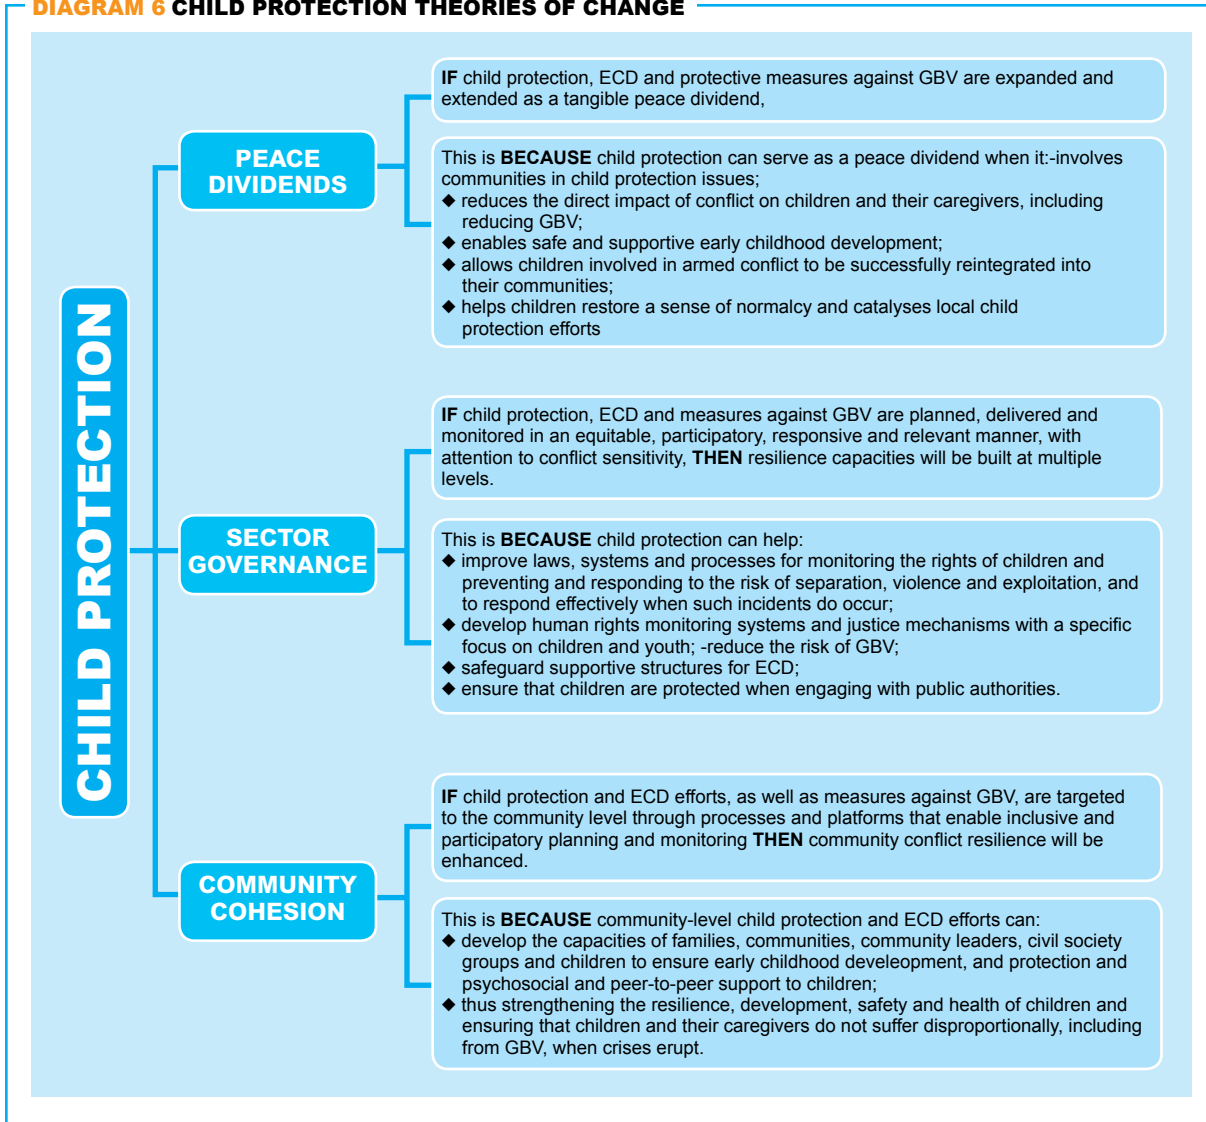 DIAGRAM 6 CHILD PROTECTION THEORIES OF CHANGE
CHILD PROTECTION
PEACE
DIVIDENDS
IF child protection, ECD and protective measures against GBV are expanded and
extended as a tangible peace dividend,
This is BECAUSE child protection can serve as a peace dividend when it:-involves
communities in child protection issues;
◆ reduces the direct impact of conflict on children and their caregivers, including
reducing GBV;
◆ enables safe and supportive early childhood development;
◆ allows children involved in armed conflict to be successfully reintegrated into
their communities;
◆ helps children restore a sense of normalcy and catalyses local child
protection efforts
SECTOR
GOVERNANCE
IF child protection, ECD and measures against GBV are planned, delivered and
monitored in an equitable, participatory, responsive and relevant manner, with
attention to conflict sensitivity, THEN resilience capacities will be built at multiple
levels.
This is BECAUSE child protection can help:
◆ improve laws, systems and processes for monitoring the rights of children and
preventing and responding to the risk of separation, violence and exploitation, and
to respond effectively when such incidents do occur;
◆ develop human rights monitoring systems and justice mechanisms with a specific
focus on children and youth; -reduce the risk of GBV;
◆ safeguard supportive structures for ECD;
◆ ensure that children are protected when engaging with public authorities.
COMMUNITY
COHESION
IF child protection and ECD efforts, as well as measures against GBV, are targeted
to the community level through processes and platforms that enable inclusive and
participatory planning and monitoring THEN community conflict resilience will be
enhanced.
This is BECAUSE community-level child protection and ECD efforts can:
◆ develop the capacities of families, communities, community leaders, civil society
groups and children to ensure early childhood develeopment, and protection and
psychosocial and peer-to-peer support to children;
◆ thus strengthening the resilience, development, safety and health of children and
ensuring that children and their caregivers do not suffer disproportionally, including
from GBV, when crises erupt.